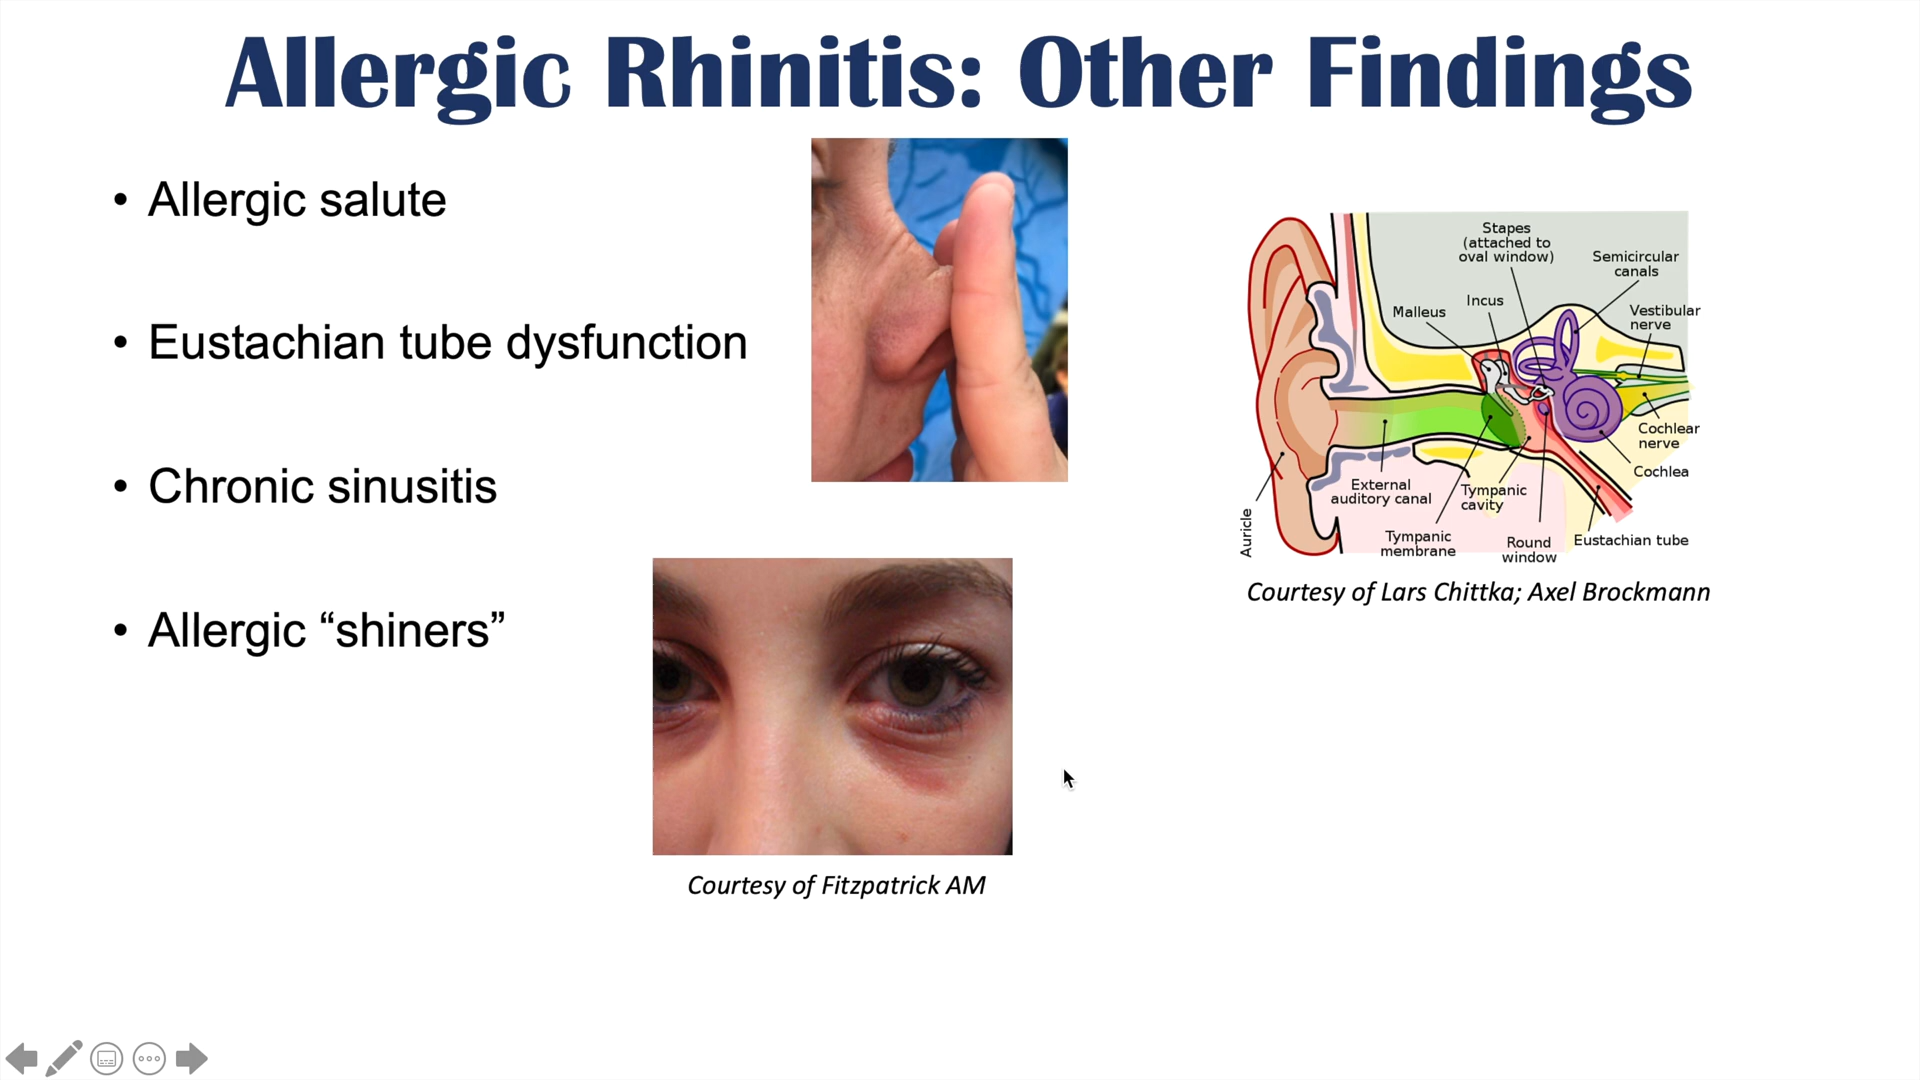 Allergic Rhinitis: Other Findings
• Allergic salute
• Eustachian tube dysfunction
• Chronic sinusitis
• Allergic “shiners”
Stapes
(attached to
oval window)
Semicircular
canals
Malleus
Incus
Vestibular
nerve
Cochlear
nerve
Cochlea
External
auditory canal
Tympanic
cavity
Auricle
Tympanic
membrane
Round
window
Eustachian tube
Courtesy of Lars Chittka; Axel Brockmann
Courtesy of Fitzpatrick AM